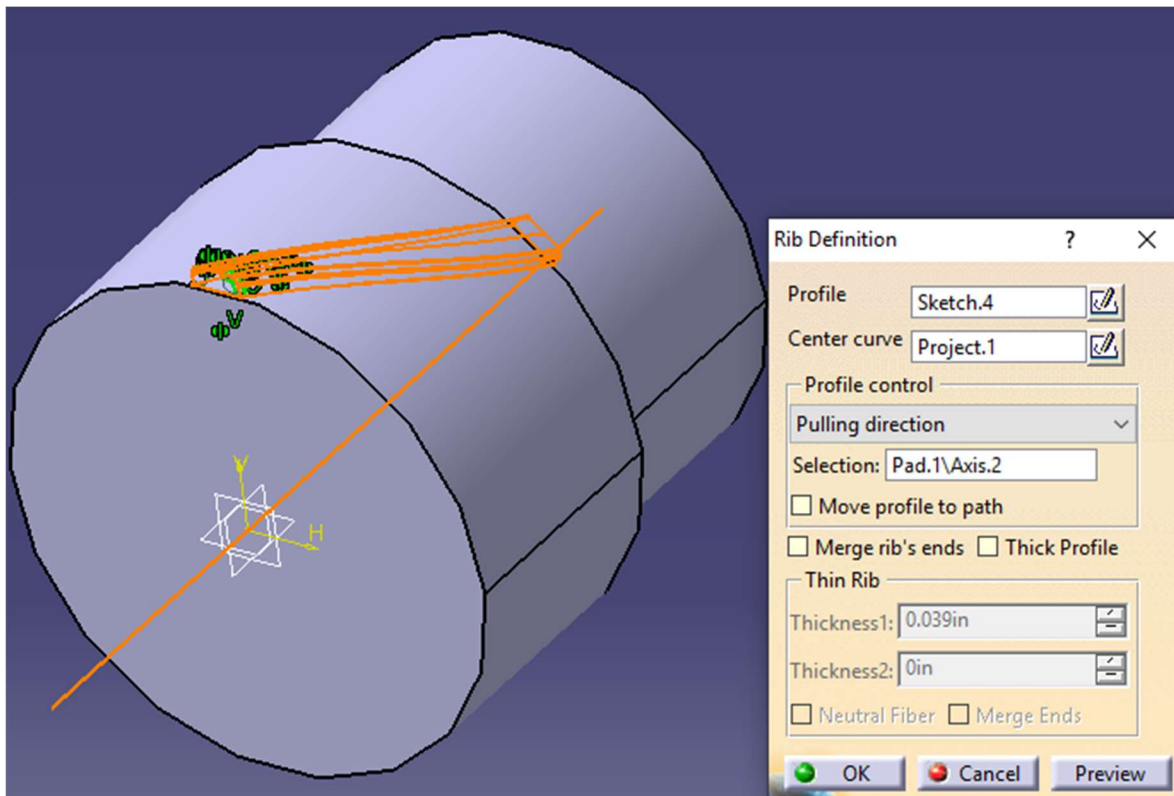 Rib Definition ? ×
Profile Sketch.4
Center curve Project.1
Profile control
Pulling direction
Selection: Pad.1\Axis.2
Move profile to path
Merge rib's ends Thick Profile
Thin Rib
Thickness1: 0.039in
Thickness2: 0in
Neutral Fiber Merge Ends
OK Cancel Preview
V
V
H